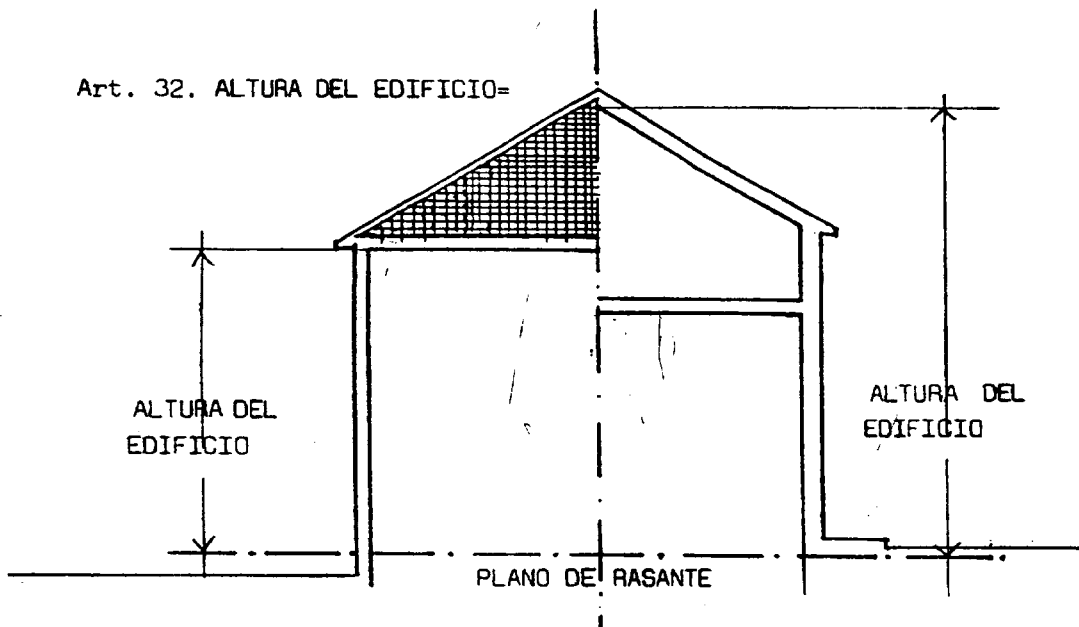 Art. 32. ALTURA DEL EDIFICIO=
ALTURA DEL
EDIFICIO
ALTURA DEL
EDIFICIO
PLANO DE RASANTE